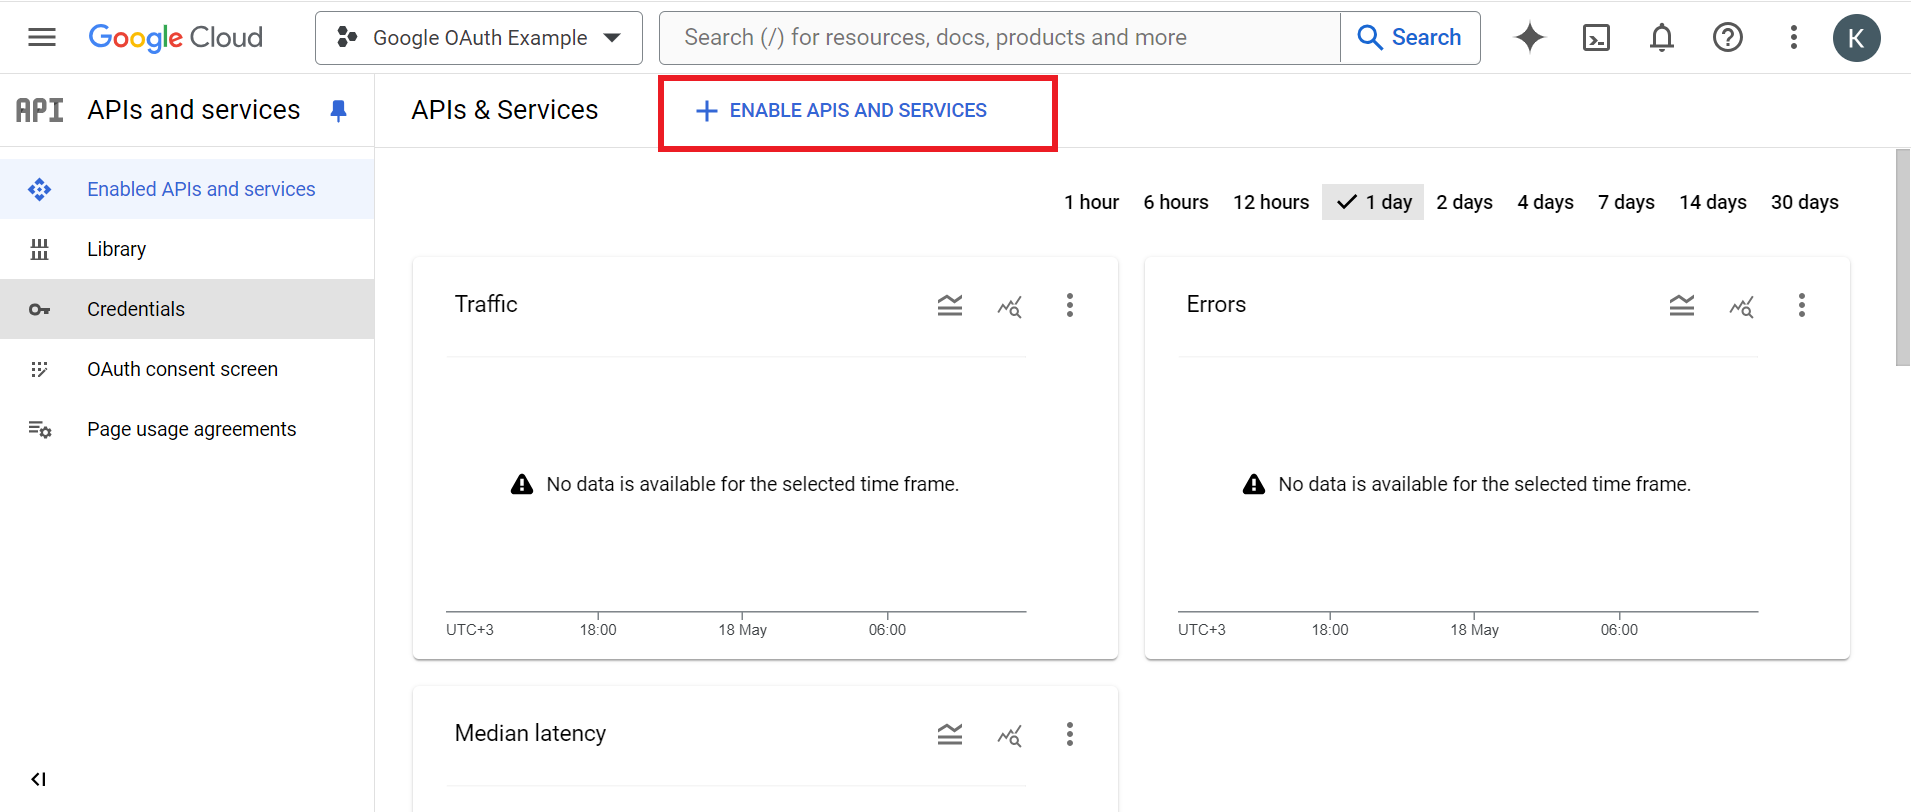 Google Cloud
Google OAuth Example
Search (/) for resources, docs, products and more
Search
K
API
APIs and services
APIs & Services
ENABLE APIS AND SERVICES
Enabled APIs and services
Library
Credentials
OAuth consent screen
Page usage agreements
1 hour 6 hours 12 hours 1 day 2 days 4 days 7 days 14 days 30 days
Traffic
No data is available for the selected time frame.
UTC+3 18:00 18 May 06:00
Errors
No data is available for the selected time frame.
UTC+3 18:00 18 May 06:00
Median latency